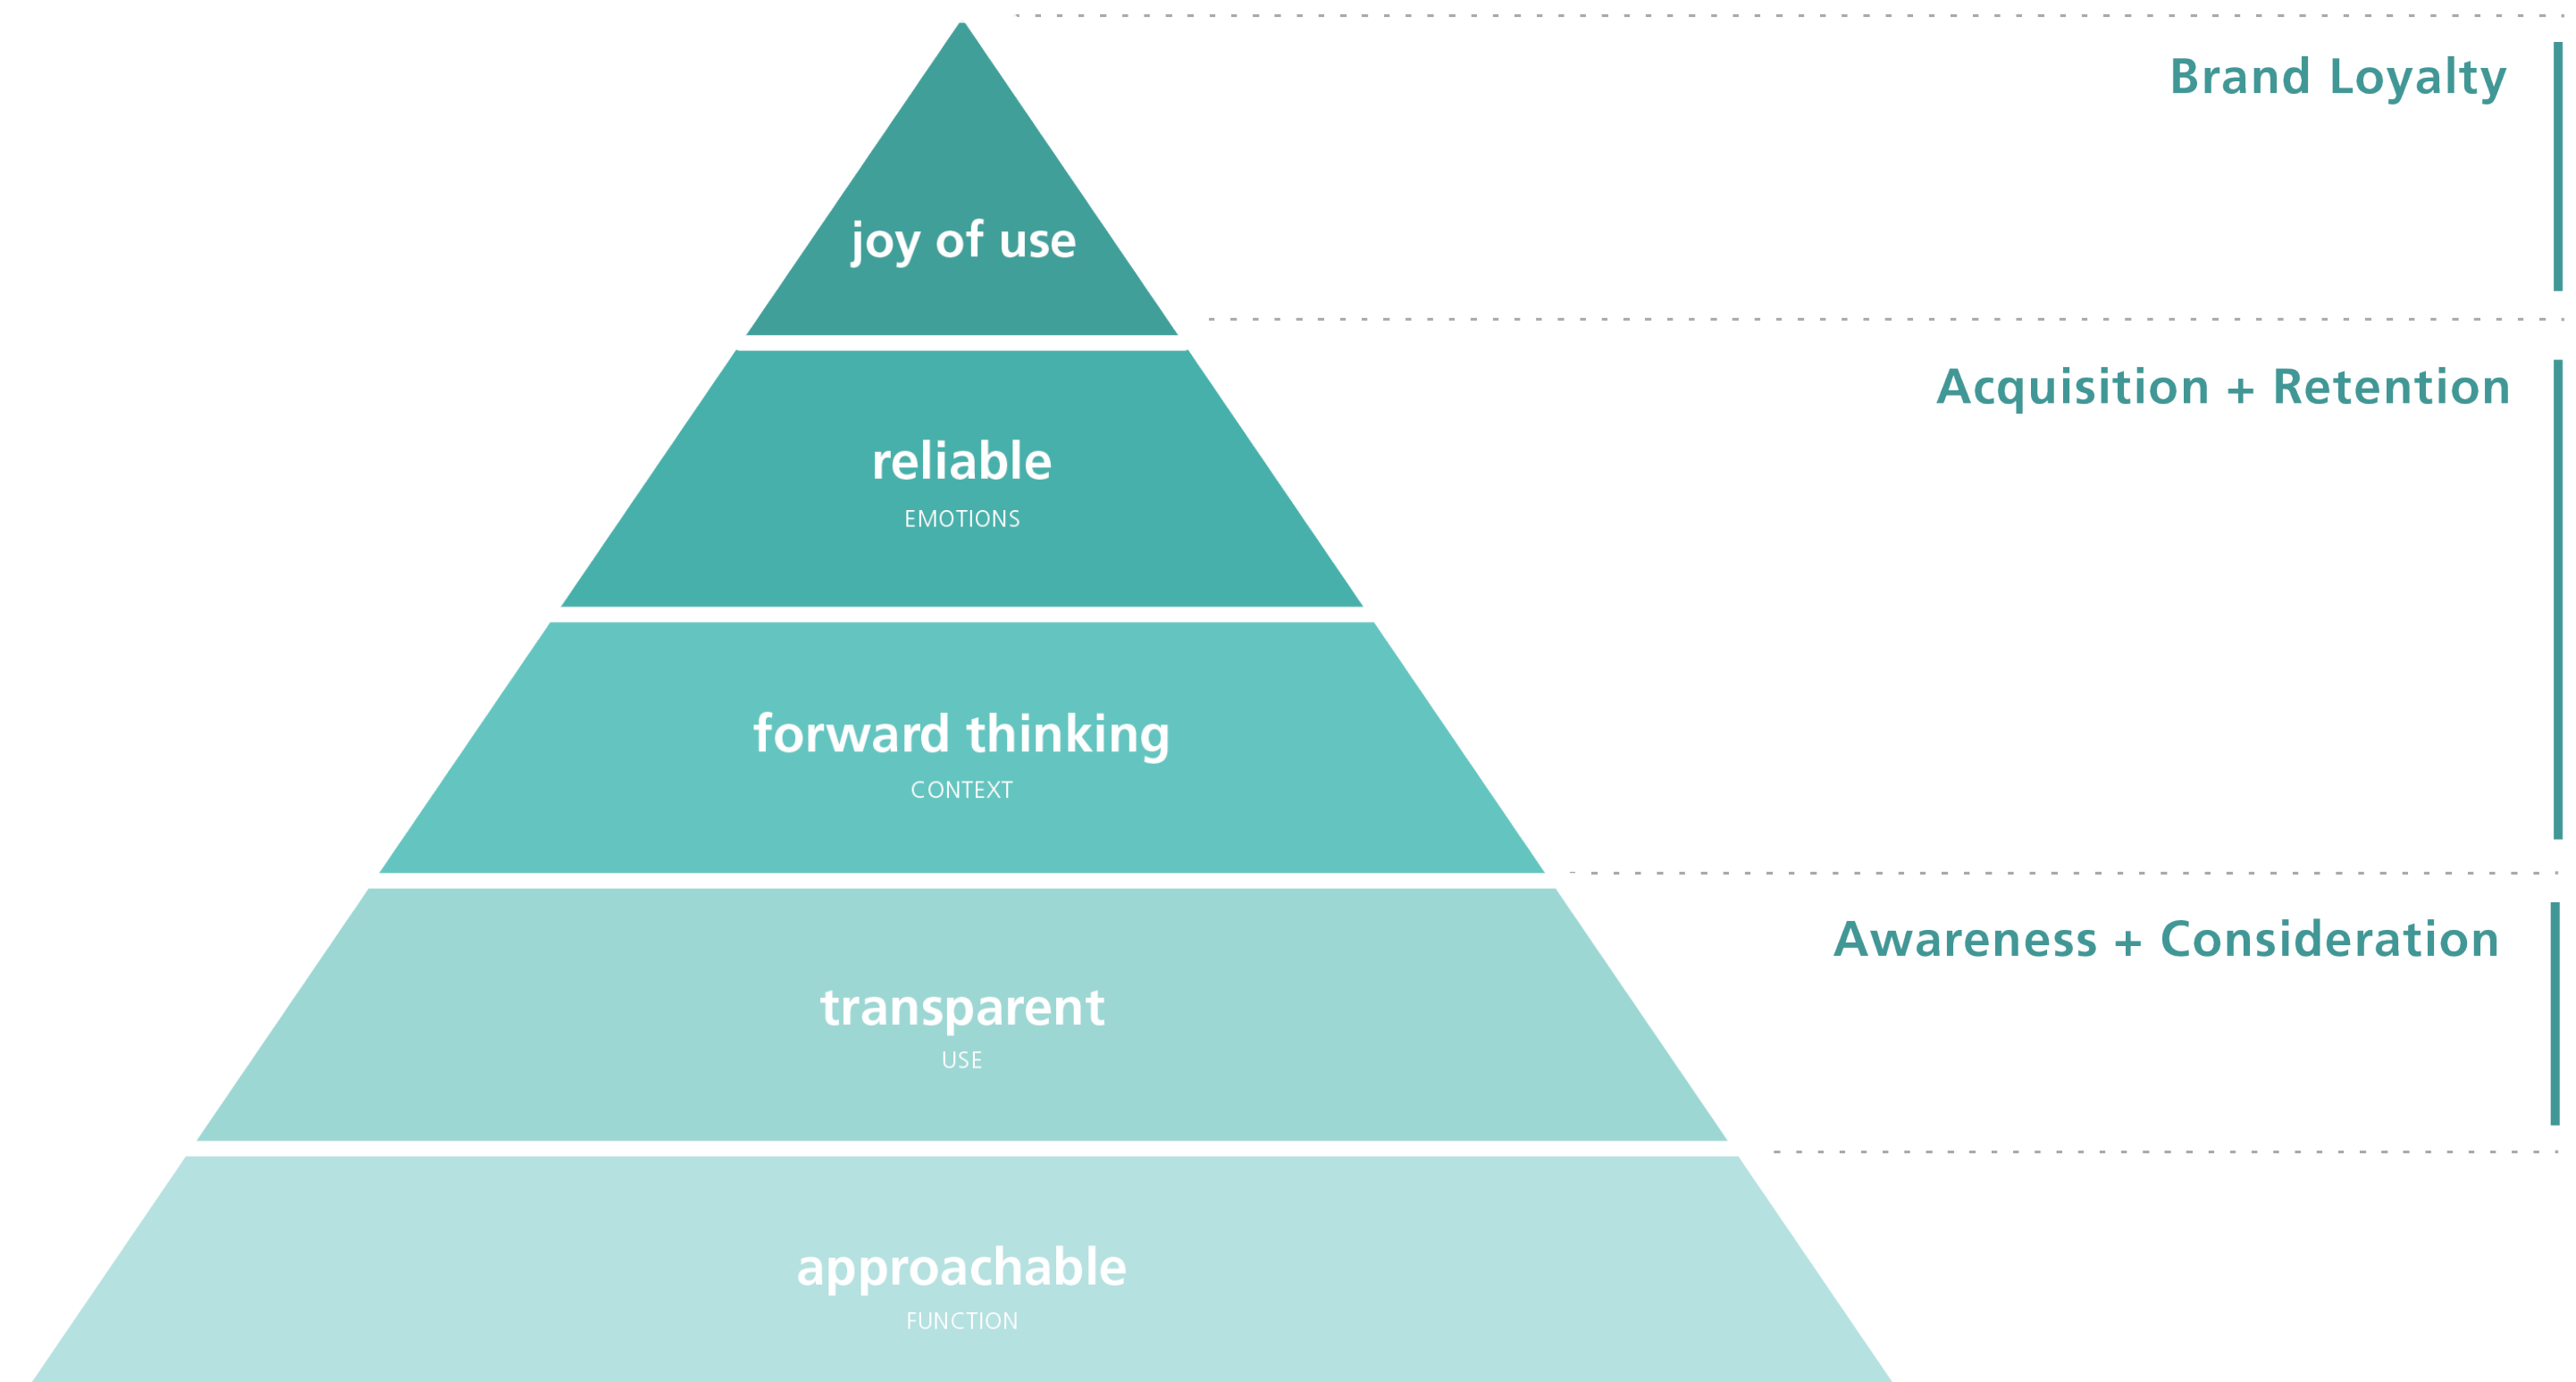 Brand Loyalty
joy of use
Acquisition + Retention
reliable
EMOTIONS
forward thinking
CONTEXT
Awareness + Consideration
transparent
USE
approachable
FUNCTION